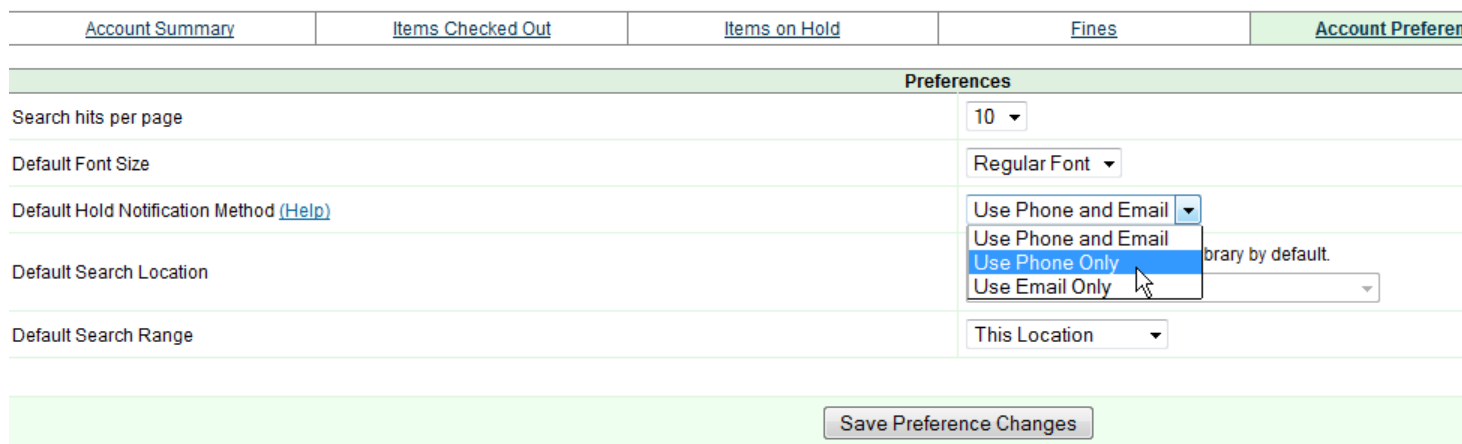 Account Summary Items Checked Out Items on Hold Fines Account
Preferences
Search hits per page 10
Default Font Size Regular Font
Default Hold Notification Method (Help) Use Phone and Email
Use Phone and Email
Use Phone Only
by default.
Default Search Location
Use Email Only
Default Search Range This Location
Save Preference Changes